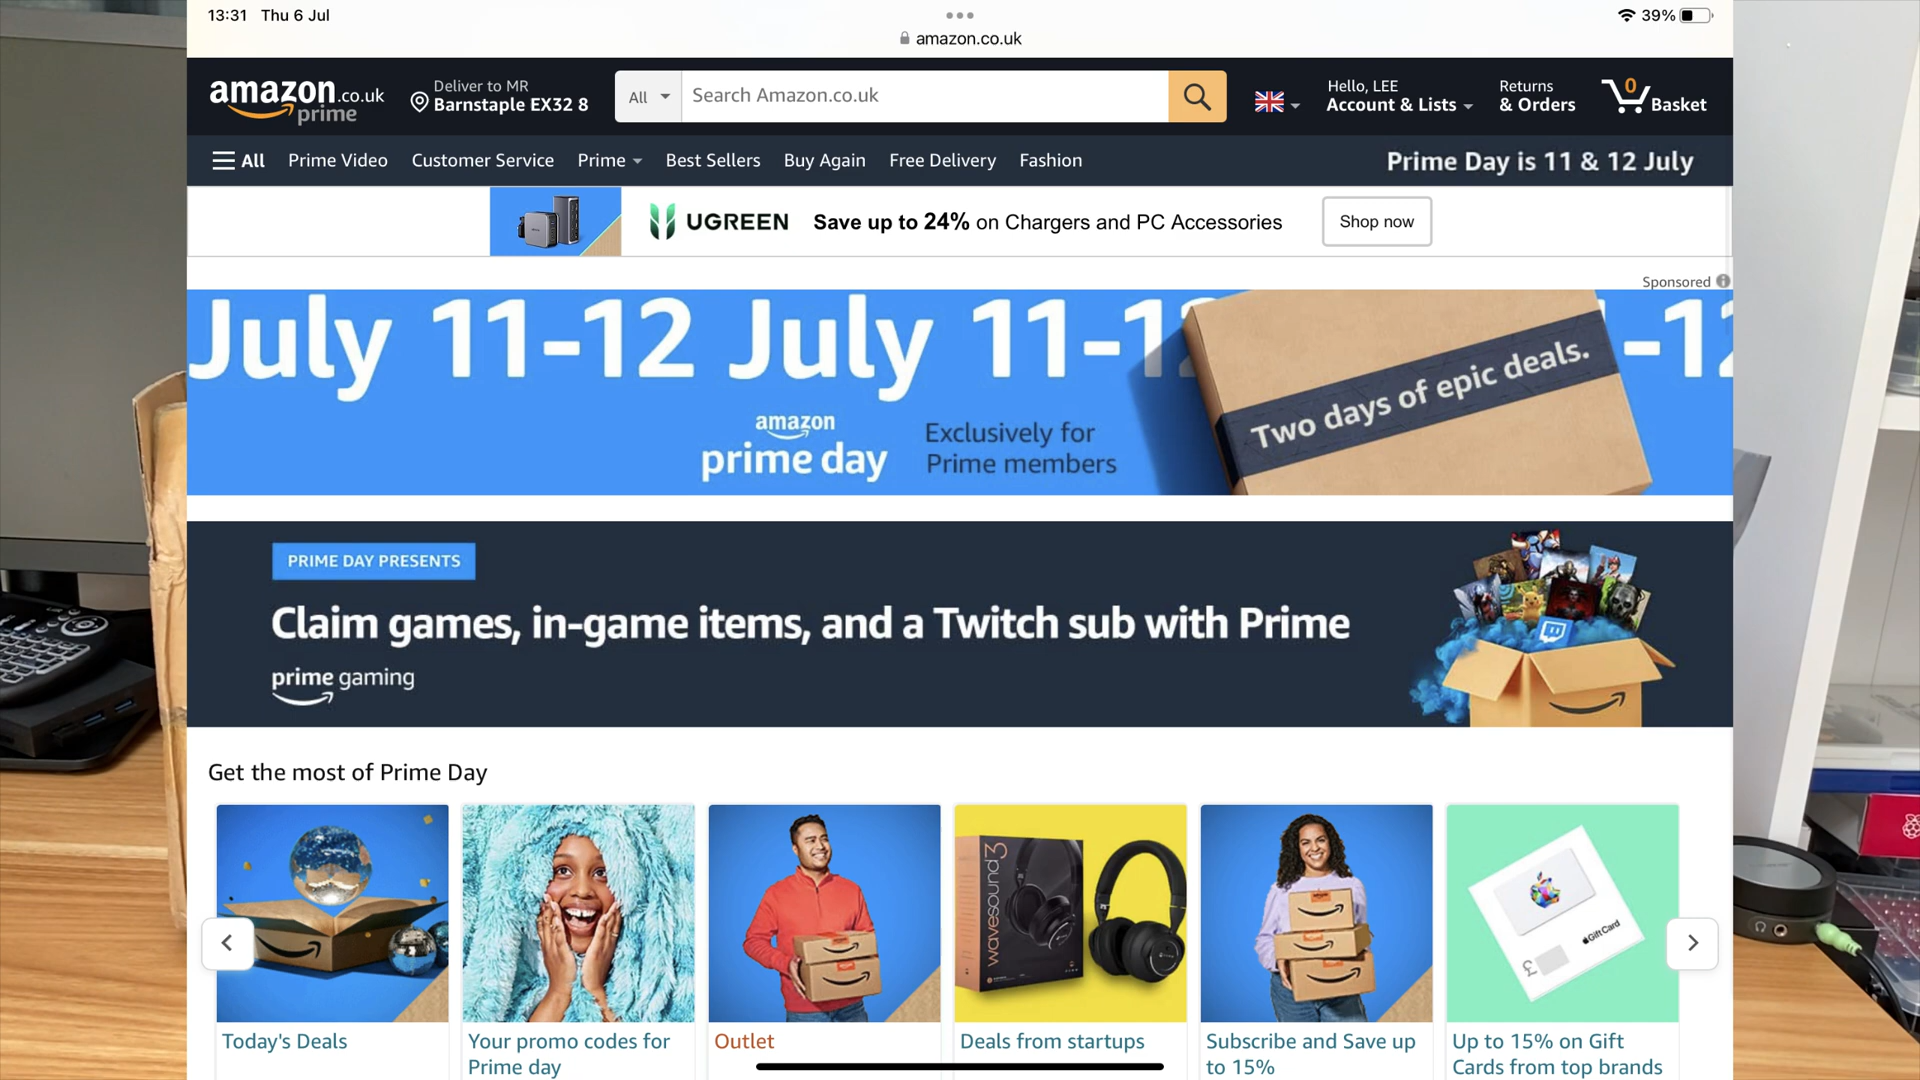 13:31 Thu 6 Jul
39%
amazon.co.uk
amazon.co.uk
prime
Deliver to MR
Barnstaple EX32 8
All
Search Amazon.co.uk
Hello, LEE
Account & Lists
Returns
& Orders
0
Basket
All
Prime Video
Customer Service
Prime
Best Sellers
Buy Again
Free Delivery
Fashion
Prime Day is 11 & 12 July
UGREEN
Save up to 24% on Chargers and PC Accessories
Shop now
Sponsored
July 11-12 July 11-12
-12
Two days of epic deals.
amazon
prime day
Exclusively for
Prime members
PRIME DAY PRESENTS
Claim games, in-game items, and a Twitch sub with Prime
prime gaming
Get the most of Prime Day
wavesound3
Gift Card
£
Today's Deals
Your promo codes for
Prime day
Outlet
Deals from startups
Subscribe and Save up
to 15%
Up to 15% on Gift
Cards from top brands